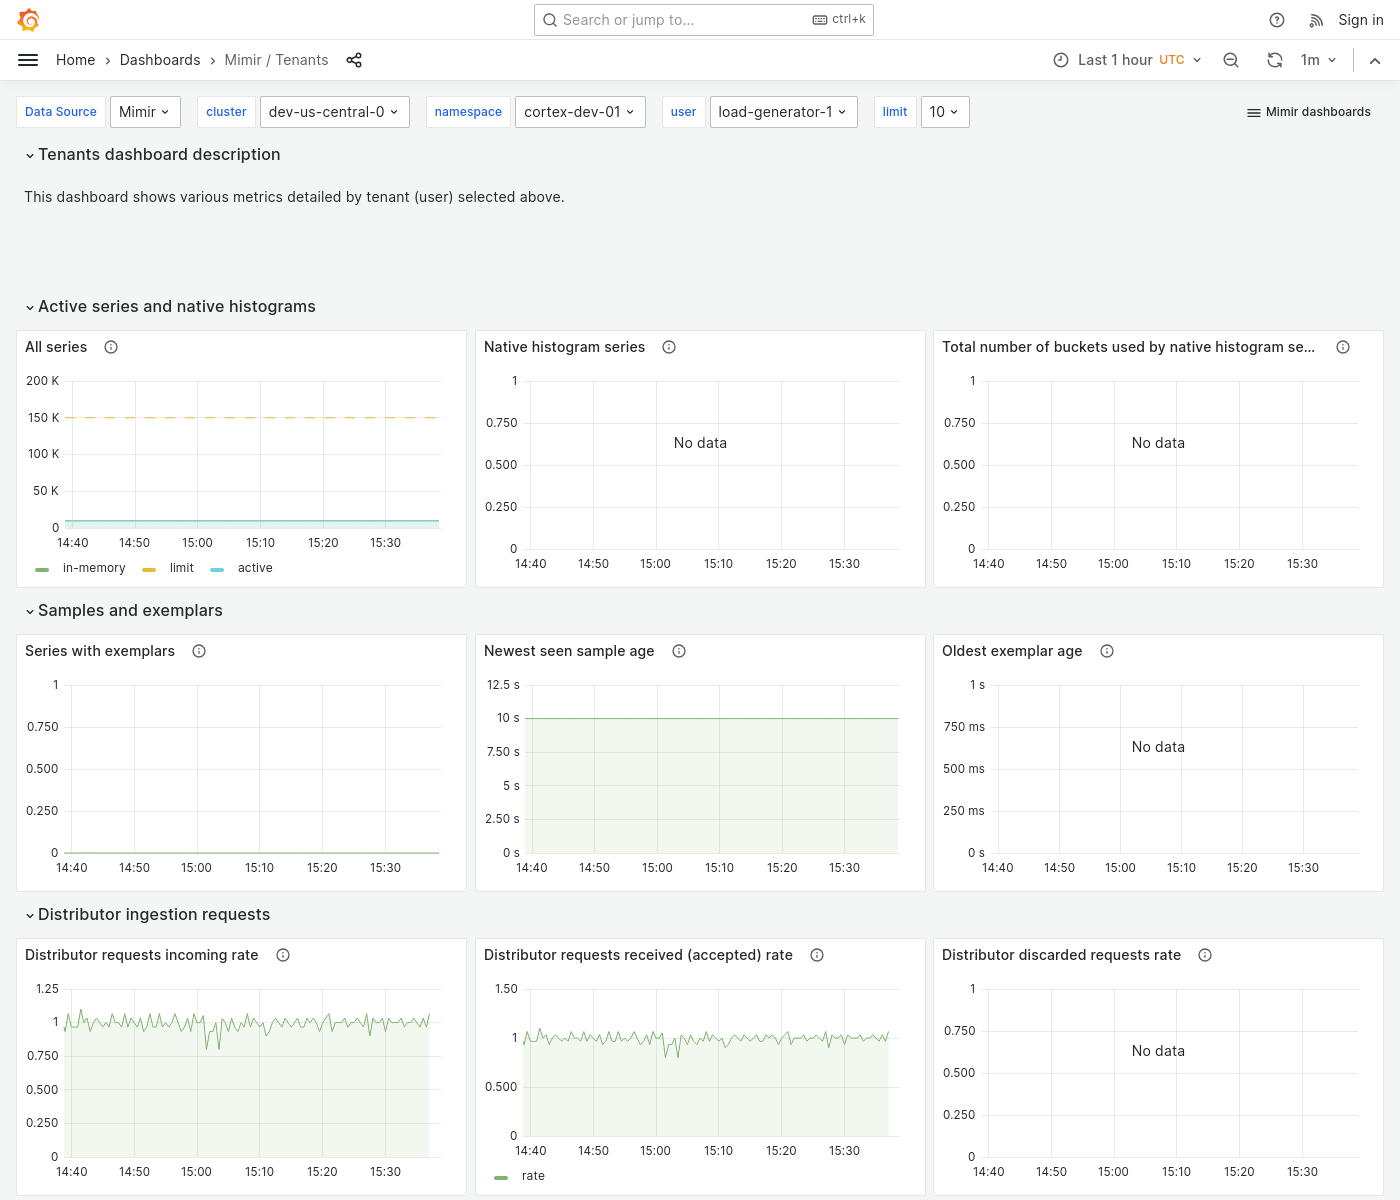 Search or jump to... ctrl+k Sign in
Home › Dashboards › Mimir / Tenants Last 1 hour UTC 1m
Data Source Mimir cluster dev-us-central-0 namespace cortex-dev-01 user load-generator-1 limit 10 Mimir dashboards
Tenants dashboard description
This dashboard shows various metrics detailed by tenant (user) selected above.
Active series and native histograms
All series
200 K
150 K
100 K
50 K
0
14:40 14:50 15:00 15:10 15:20 15:30
in-memory limit active
Native histogram series
1
0.750
No data
0.500
0.250
0
14:40 14:50 15:00 15:10 15:20 15:30
Total number of buckets used by native histogram se...
1
0.750
No data
0.500
0.250
0
14:40 14:50 15:00 15:10 15:20 15:30
Samples and exemplars
Series with exemplars
1
0.750
0.500
0.250
0
14:40 14:50 15:00 15:10 15:20 15:30
Newest seen sample age
12.5 s
10 s
7.50 s
5 s
2.50 s
0 s
14:40 14:50 15:00 15:10 15:20 15:30
Oldest exemplar age
1 s
750 ms
No data
500 ms
250 ms
0 s
14:40 14:50 15:00 15:10 15:20 15:30
Distributor ingestion requests
Distributor requests incoming rate
1.25
1
0.750
0.500
0.250
0
14:40 14:50 15:00 15:10 15:20 15:30
Distributor requests received (accepted) rate
1.50
1
0.500
0
14:40 14:50 15:00 15:10 15:20 15:30
rate
Distributor discarded requests rate
1
0.750
No data
0.500
0.250
0
14:40 14:50 15:00 15:10 15:20 15:30